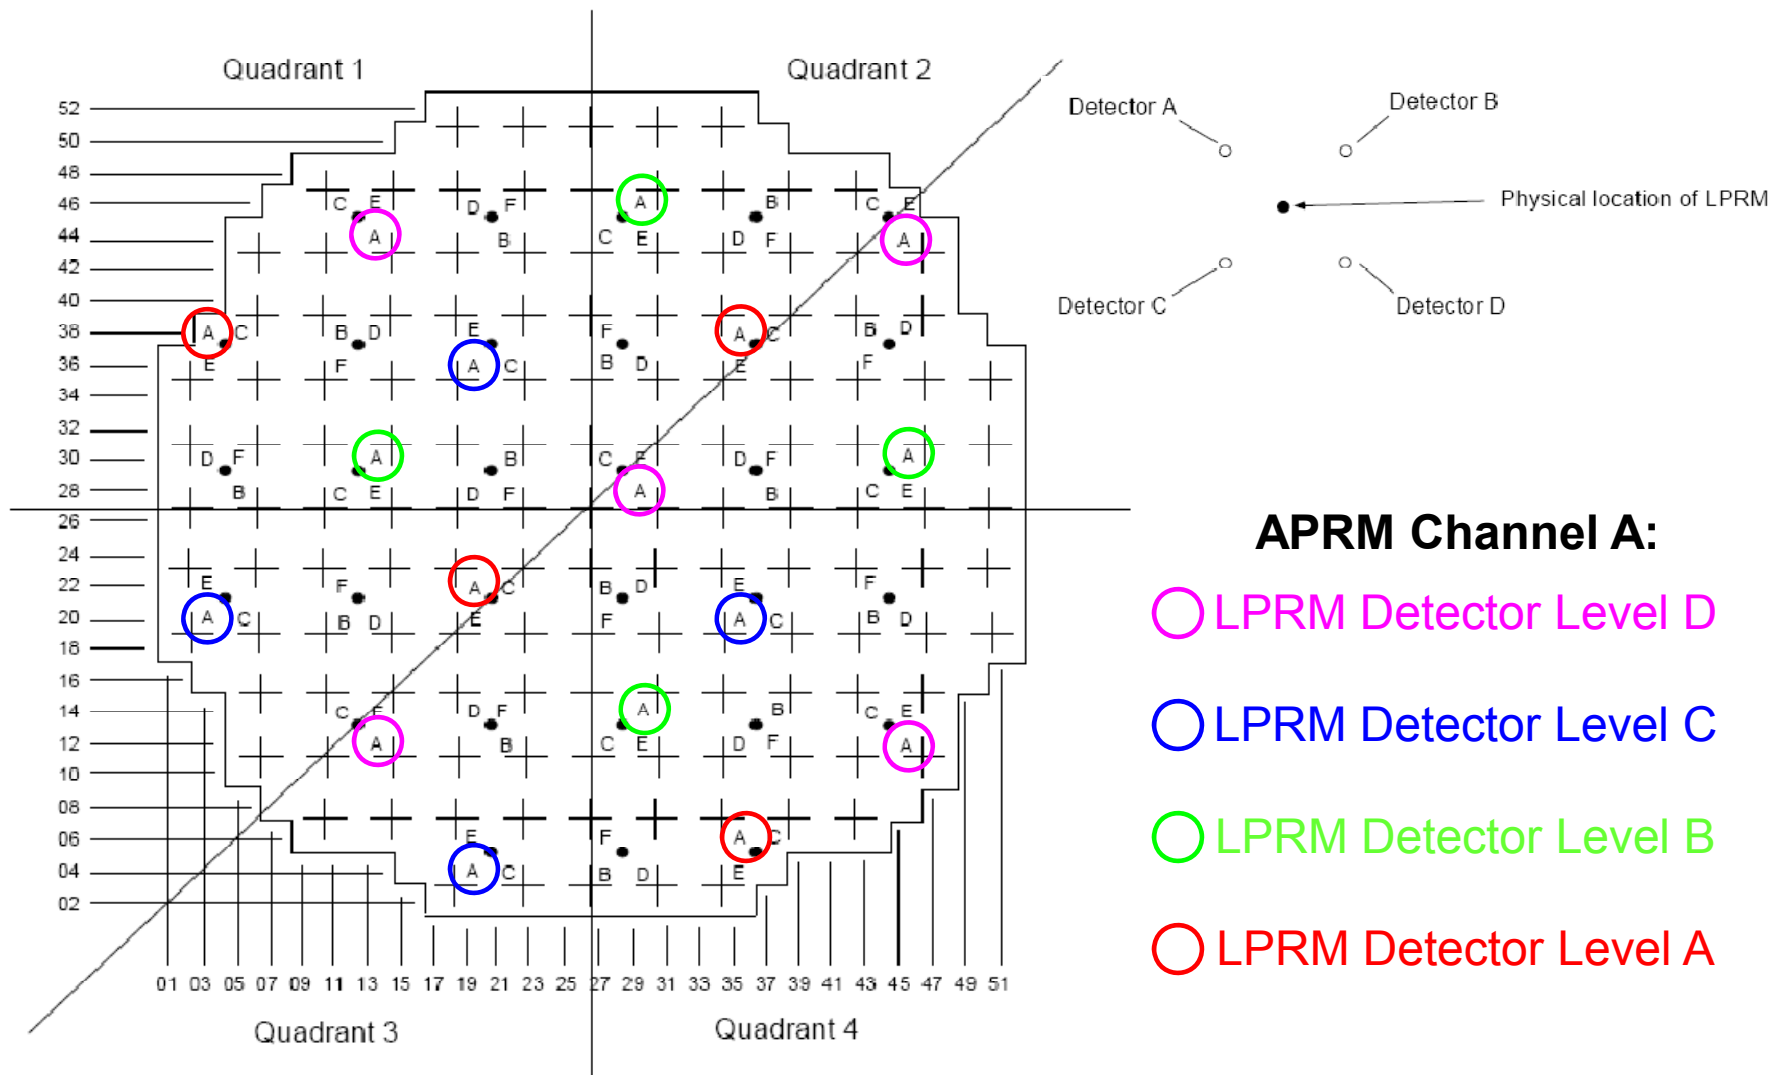 Quadrant 1
Quadrant 2
Detector A
Detector B
Physical location of LPRM
Detector C
Detector D
52
50
48
46
44
42
40
38
36
34
32
30
28
26
24
22
20
18
16
14
12
10
08
06
04
02
C E D F A B C E
A B C E D F A
A C B D E F A C B D
E F A C B D E F
D F A B C E D F A
B C E D F A B C E
E F A C B D E F
A C B D E F A C B D
C E D F A B C E
A B C E D F A
E F A C
A C B D E
01 03 05 07 09 11 13 15 17 19 21 23 25 27 29 31 33 35 37 39 41 43 45 47 49 51
Quadrant 3
Quadrant 4
APRM Channel A:
LPRM Detector Level D
LPRM Detector Level C
LPRM Detector Level B
LPRM Detector Level A